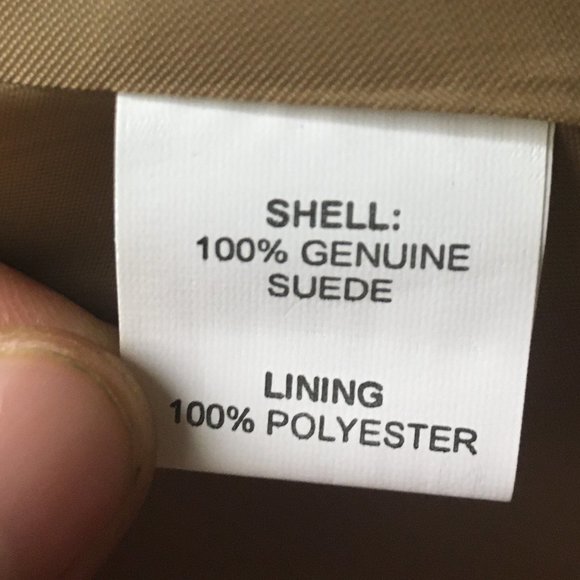 SHELL:
100% GENUINE
SUEDE
LINING
100% POLYESTER